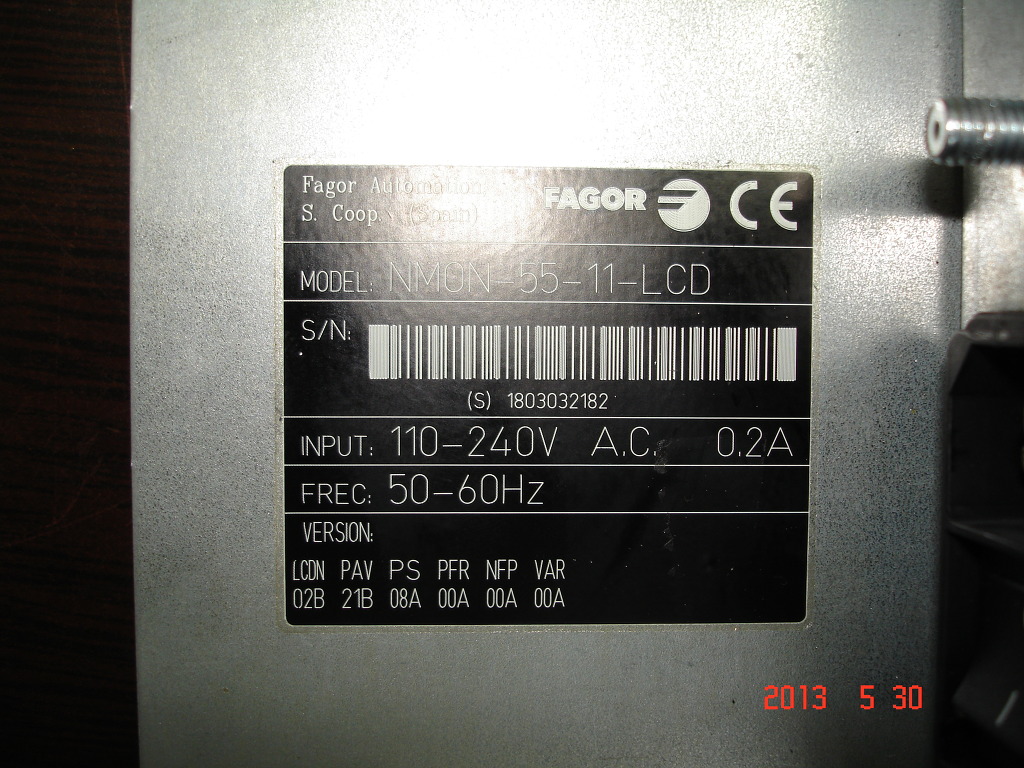 Fagor Automation
S. Coop. (Spain)
FAGOR CE
MODEL: NMON-55-11-LCD
S/N:
(S) 1803032182
INPUT: 110-240V A.C. 0.2A
FREC: 50-60Hz
VERSION:
LCDN PAV PS PFR NFP VAR
02B 21B 08A 00A 00A 00A
2013 5 30